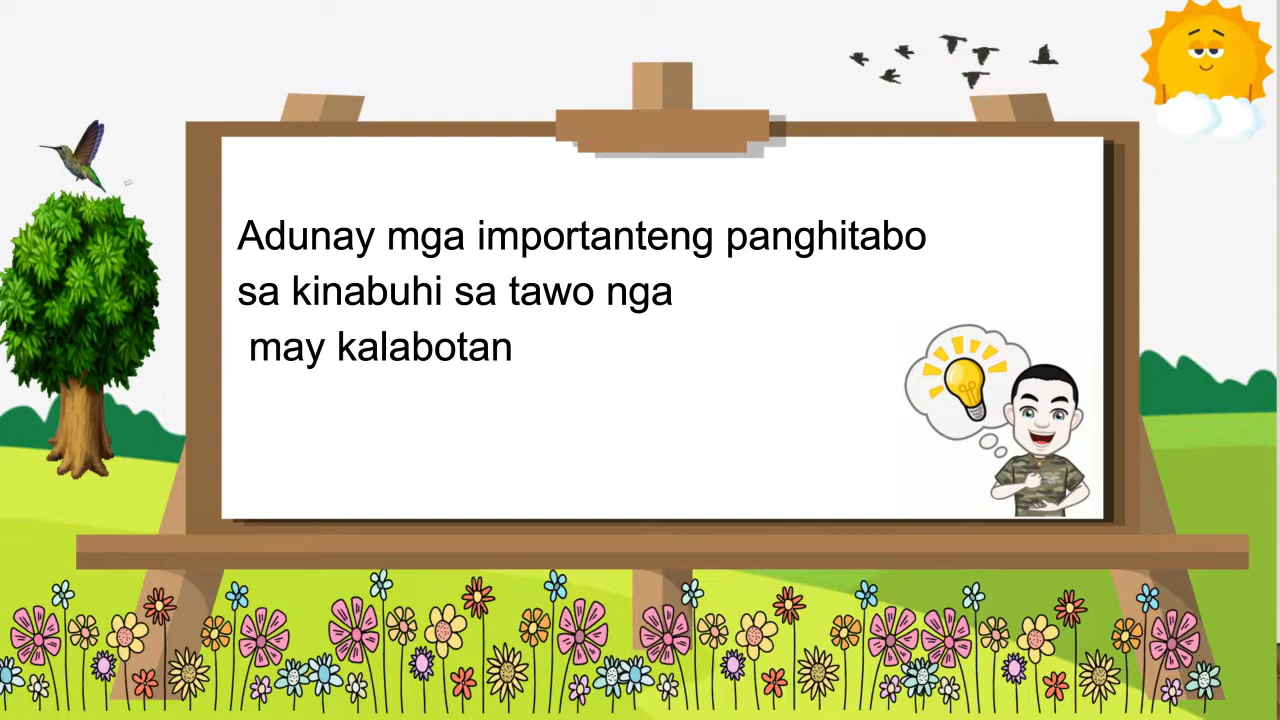 Adunay mga importanteng panghitabo
sa kinabuhi sa tawo nga
may kalabotan